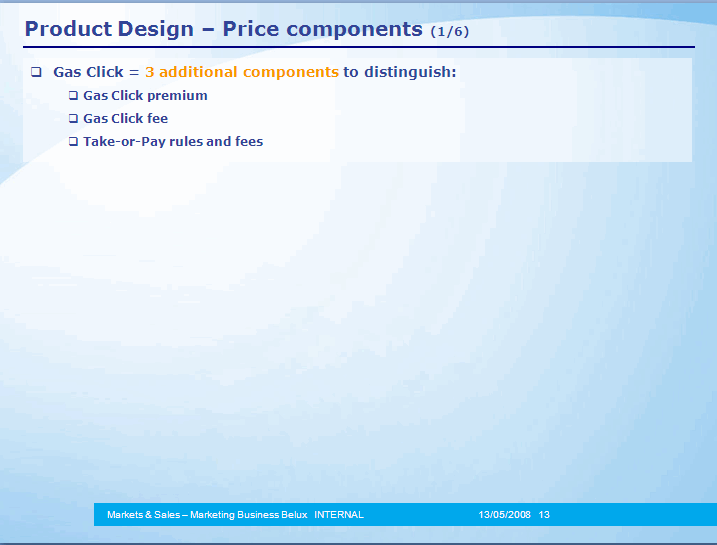 Product Design – Price components (1/6)
❑ Gas Click = 3 additional components to distinguish:
❑ Gas Click premium
❑ Gas Click fee
❑ Take-or-Pay rules and fees
Markets & Sales – Marketing Business Belux INTERNAL 13/05/2008 13